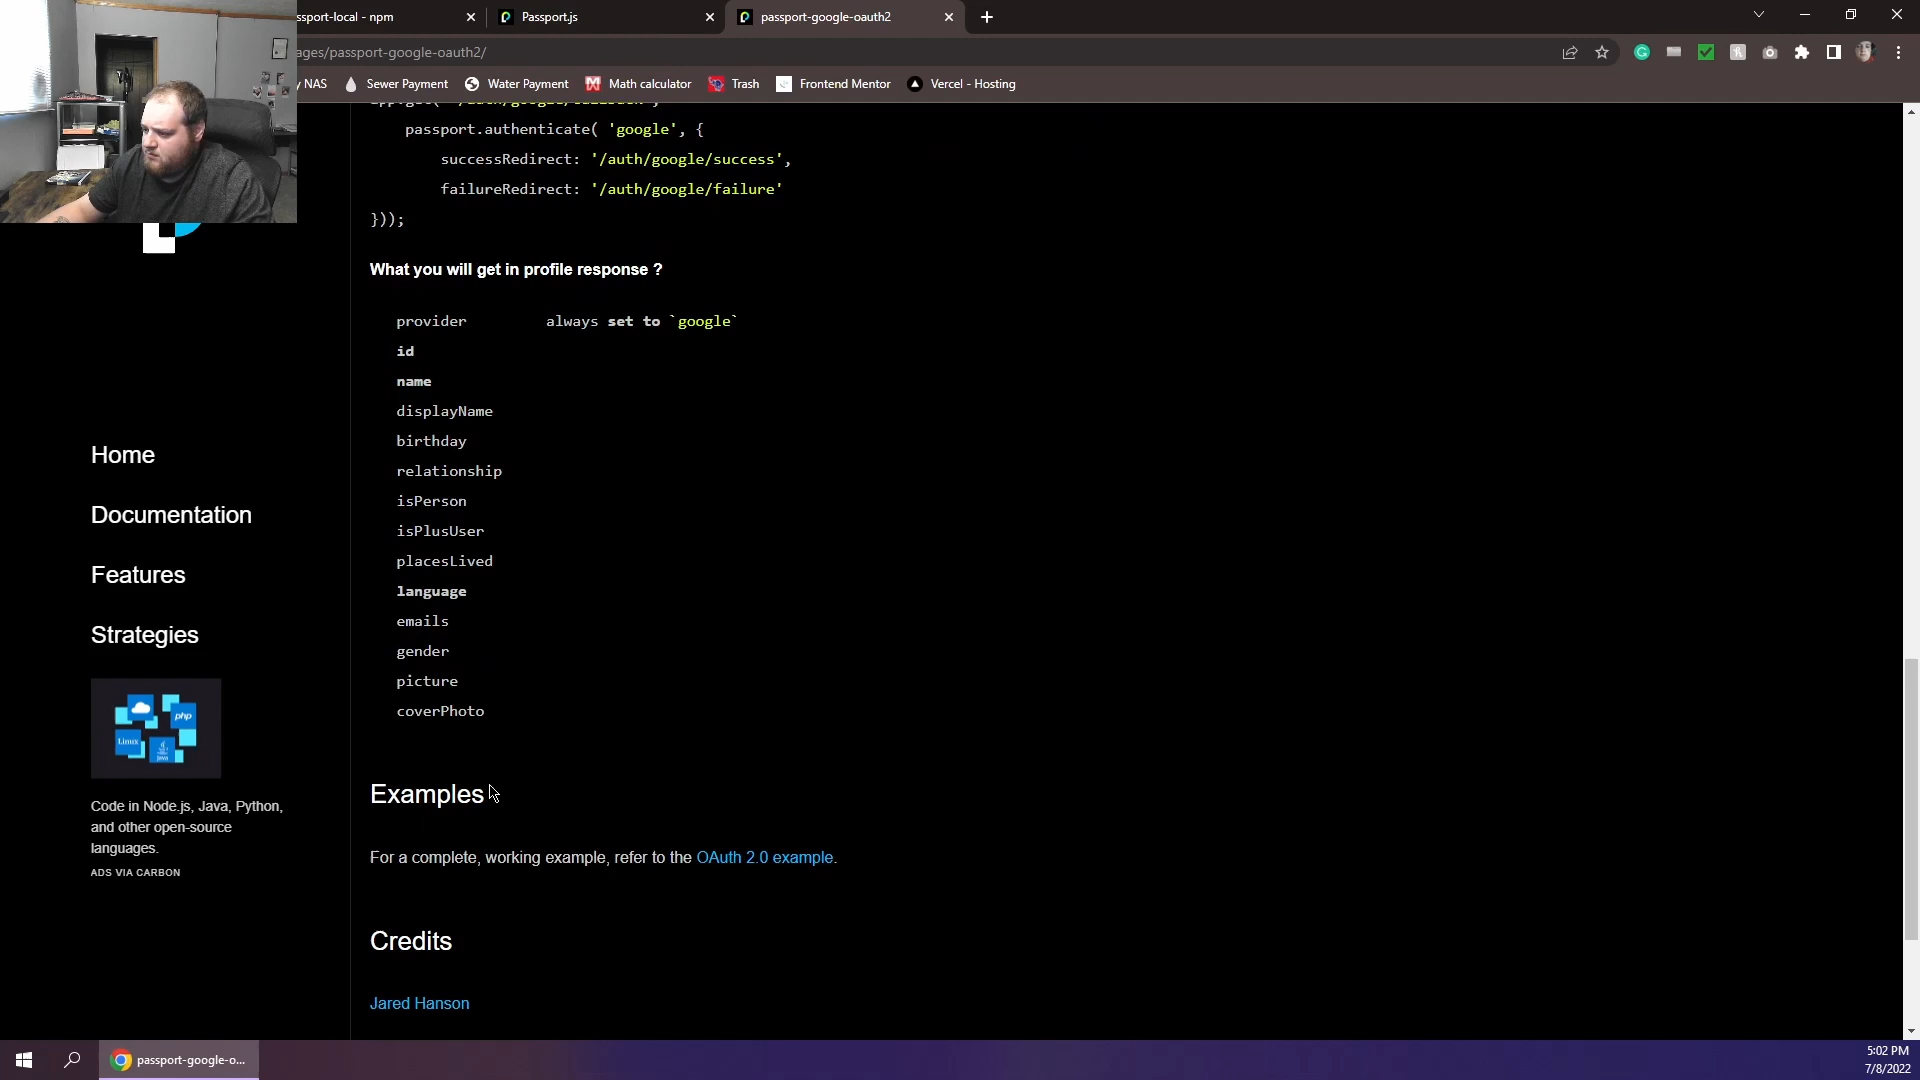 ssport-local - npm
Passport.js
passport-google-oauth2
ages/passport-google-oauth2/
y NAS
Sewer Payment
Water Payment
Math calculator
Trash
Frontend Mentor
Vercel - Hosting
passport.authenticate( 'google', {
successRedirect: '/auth/google/success',
failureRedirect: '/auth/google/failure'
}));
What you will get in profile response ?
provider always set to `google`
id
name
displayName
birthday
relationship
isPerson
isPlusUser
placesLived
language
emails
gender
picture
coverPhoto
Examples
For a complete, working example, refer to the OAuth 2.0 example.
Credits
Jared Hanson
Home
Documentation
Features
Strategies
php
Linux
java
Code in Node.js, Java, Python,
and other open-source
languages.
ADS VIA CARBON
passport-google-o...
5:02 PM
7/8/2022